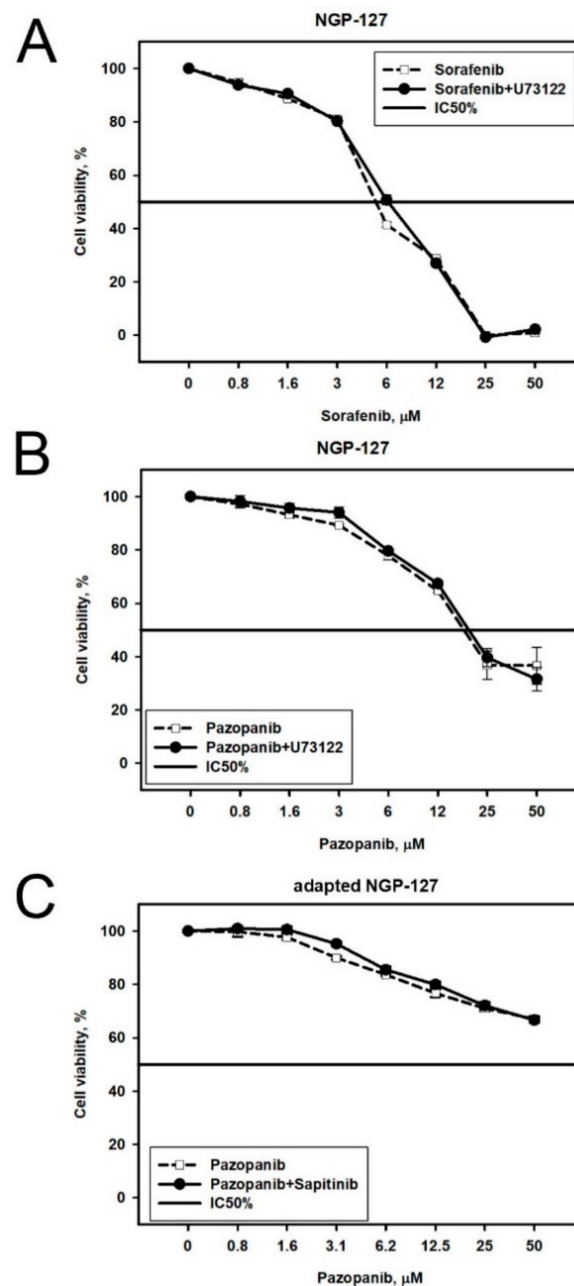 A
NGP-127
Sorafenib
Sorafenib+U73122
IC50%
Cell viability, %
100
80
60
40
20
0
0 0.8 1.6 3 6 12 25 50
Sorafenib, μM
B
NGP-127
Cell viability, %
100
80
60
40
20
0
Pazopanib
Pazopanib+U73122
IC50%
0 0.8 1.6 3 6 12 25 50
Pazopanib, μM
C
adapted NGP-127
Cell viability, %
100
80
60
40
20
0
Pazopanib
Pazopanib+Sapitinib
IC50%
0 0.8 1.6 3.1 6.2 12.5 25 50
Pazopanib, μM